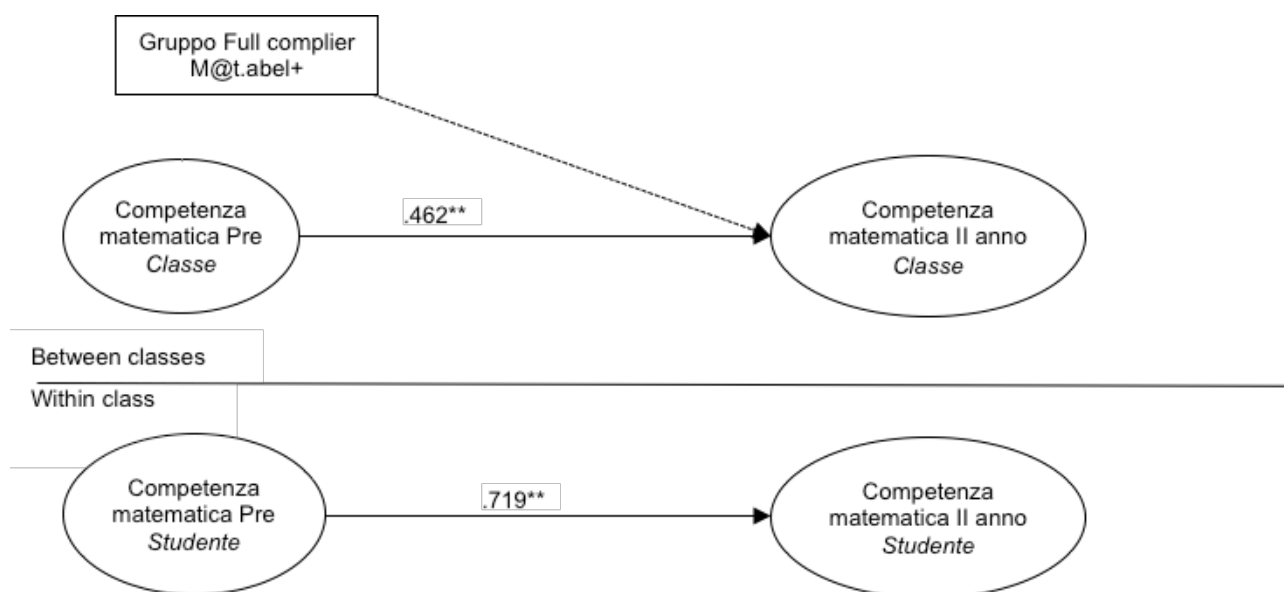 Gruppo Full complier
M@t.abel+
Competenza
matematica Pre
Classe
.462**
Competenza
matematica II anno
Classe
Between classes
Within class
Competenza
matematica Pre
Studente
.719**
Competenza
matematica II anno
Studente